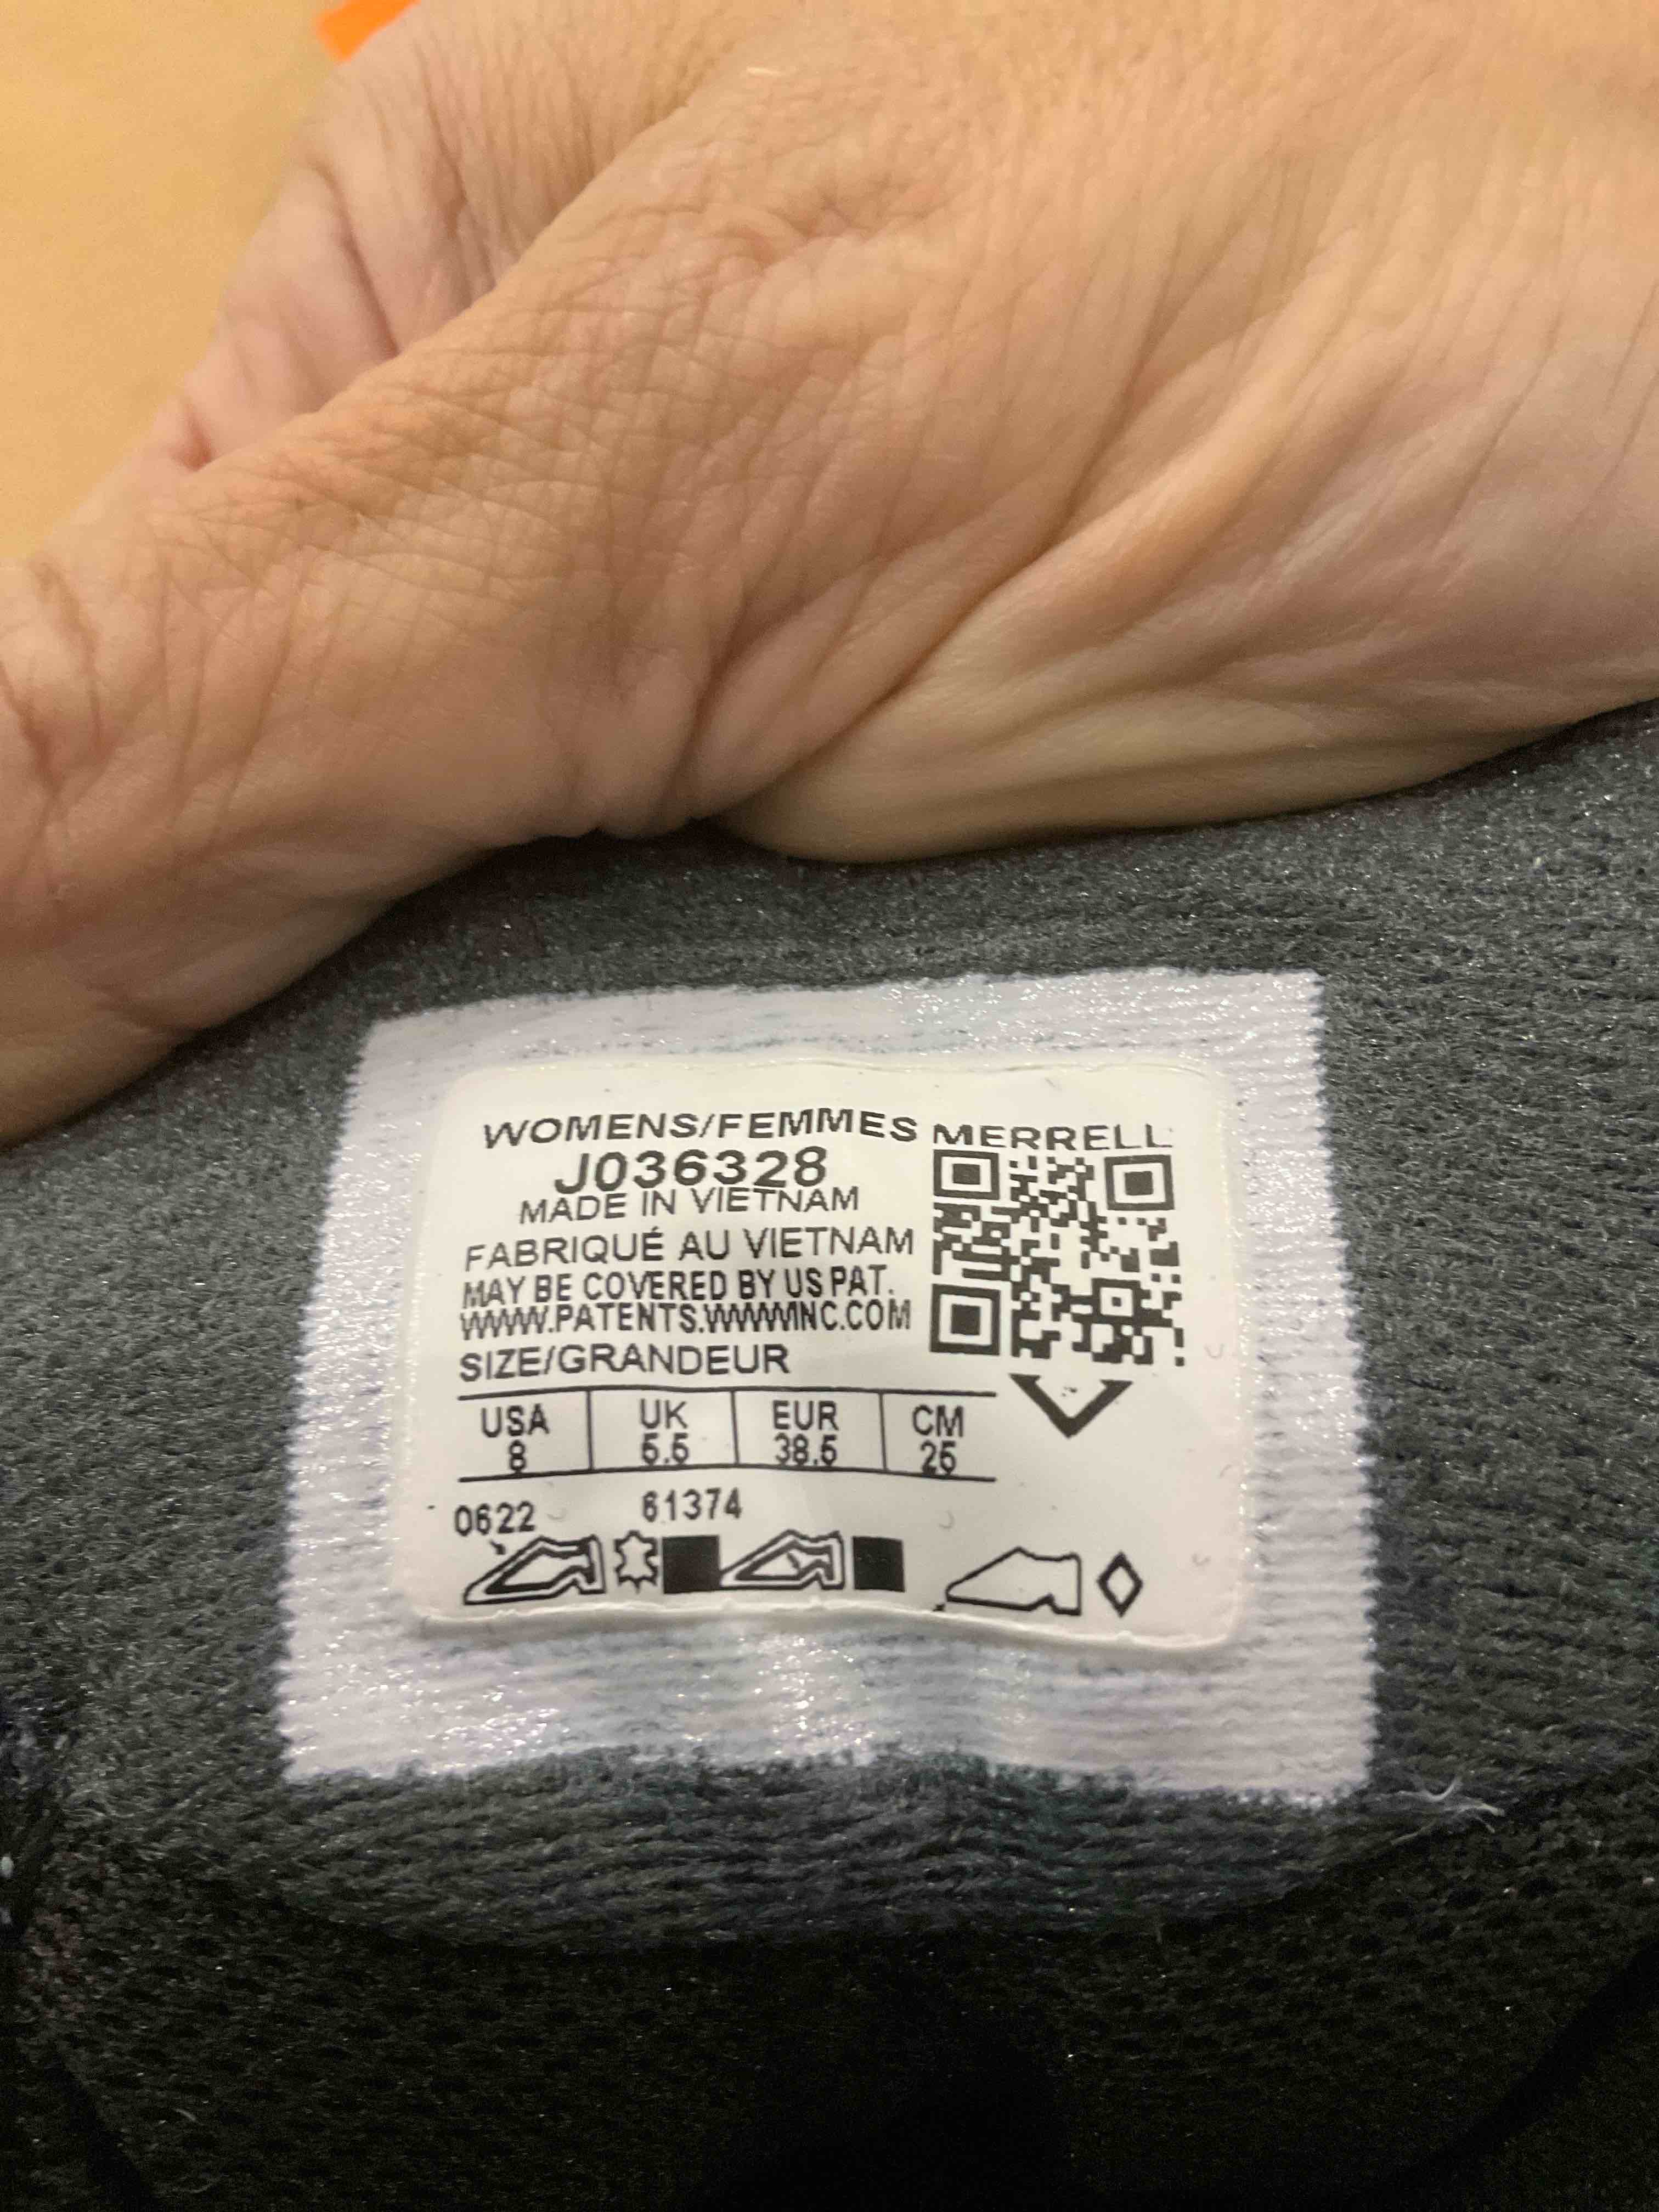 WOMENS/FEMMES MERRELL
J036328
MADE IN VIETNAM
FABRIQUÉ AU VIETNAM
MAY BE COVERED BY US PAT.
WWW.PATENTS.WWWINC.COM
SIZE/GRANDEUR
USA UK EUR CM
8 5.5 38.5 25
0622 61374